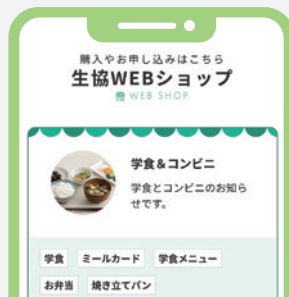 購入やお申し込みはこちら
生協WEBショップ
WEB SHOP
学食&コンビニ
学食とコンビニのお知ら
せです。
学食 ミールカード 学食メニュー
お弁当 焼き立てパン